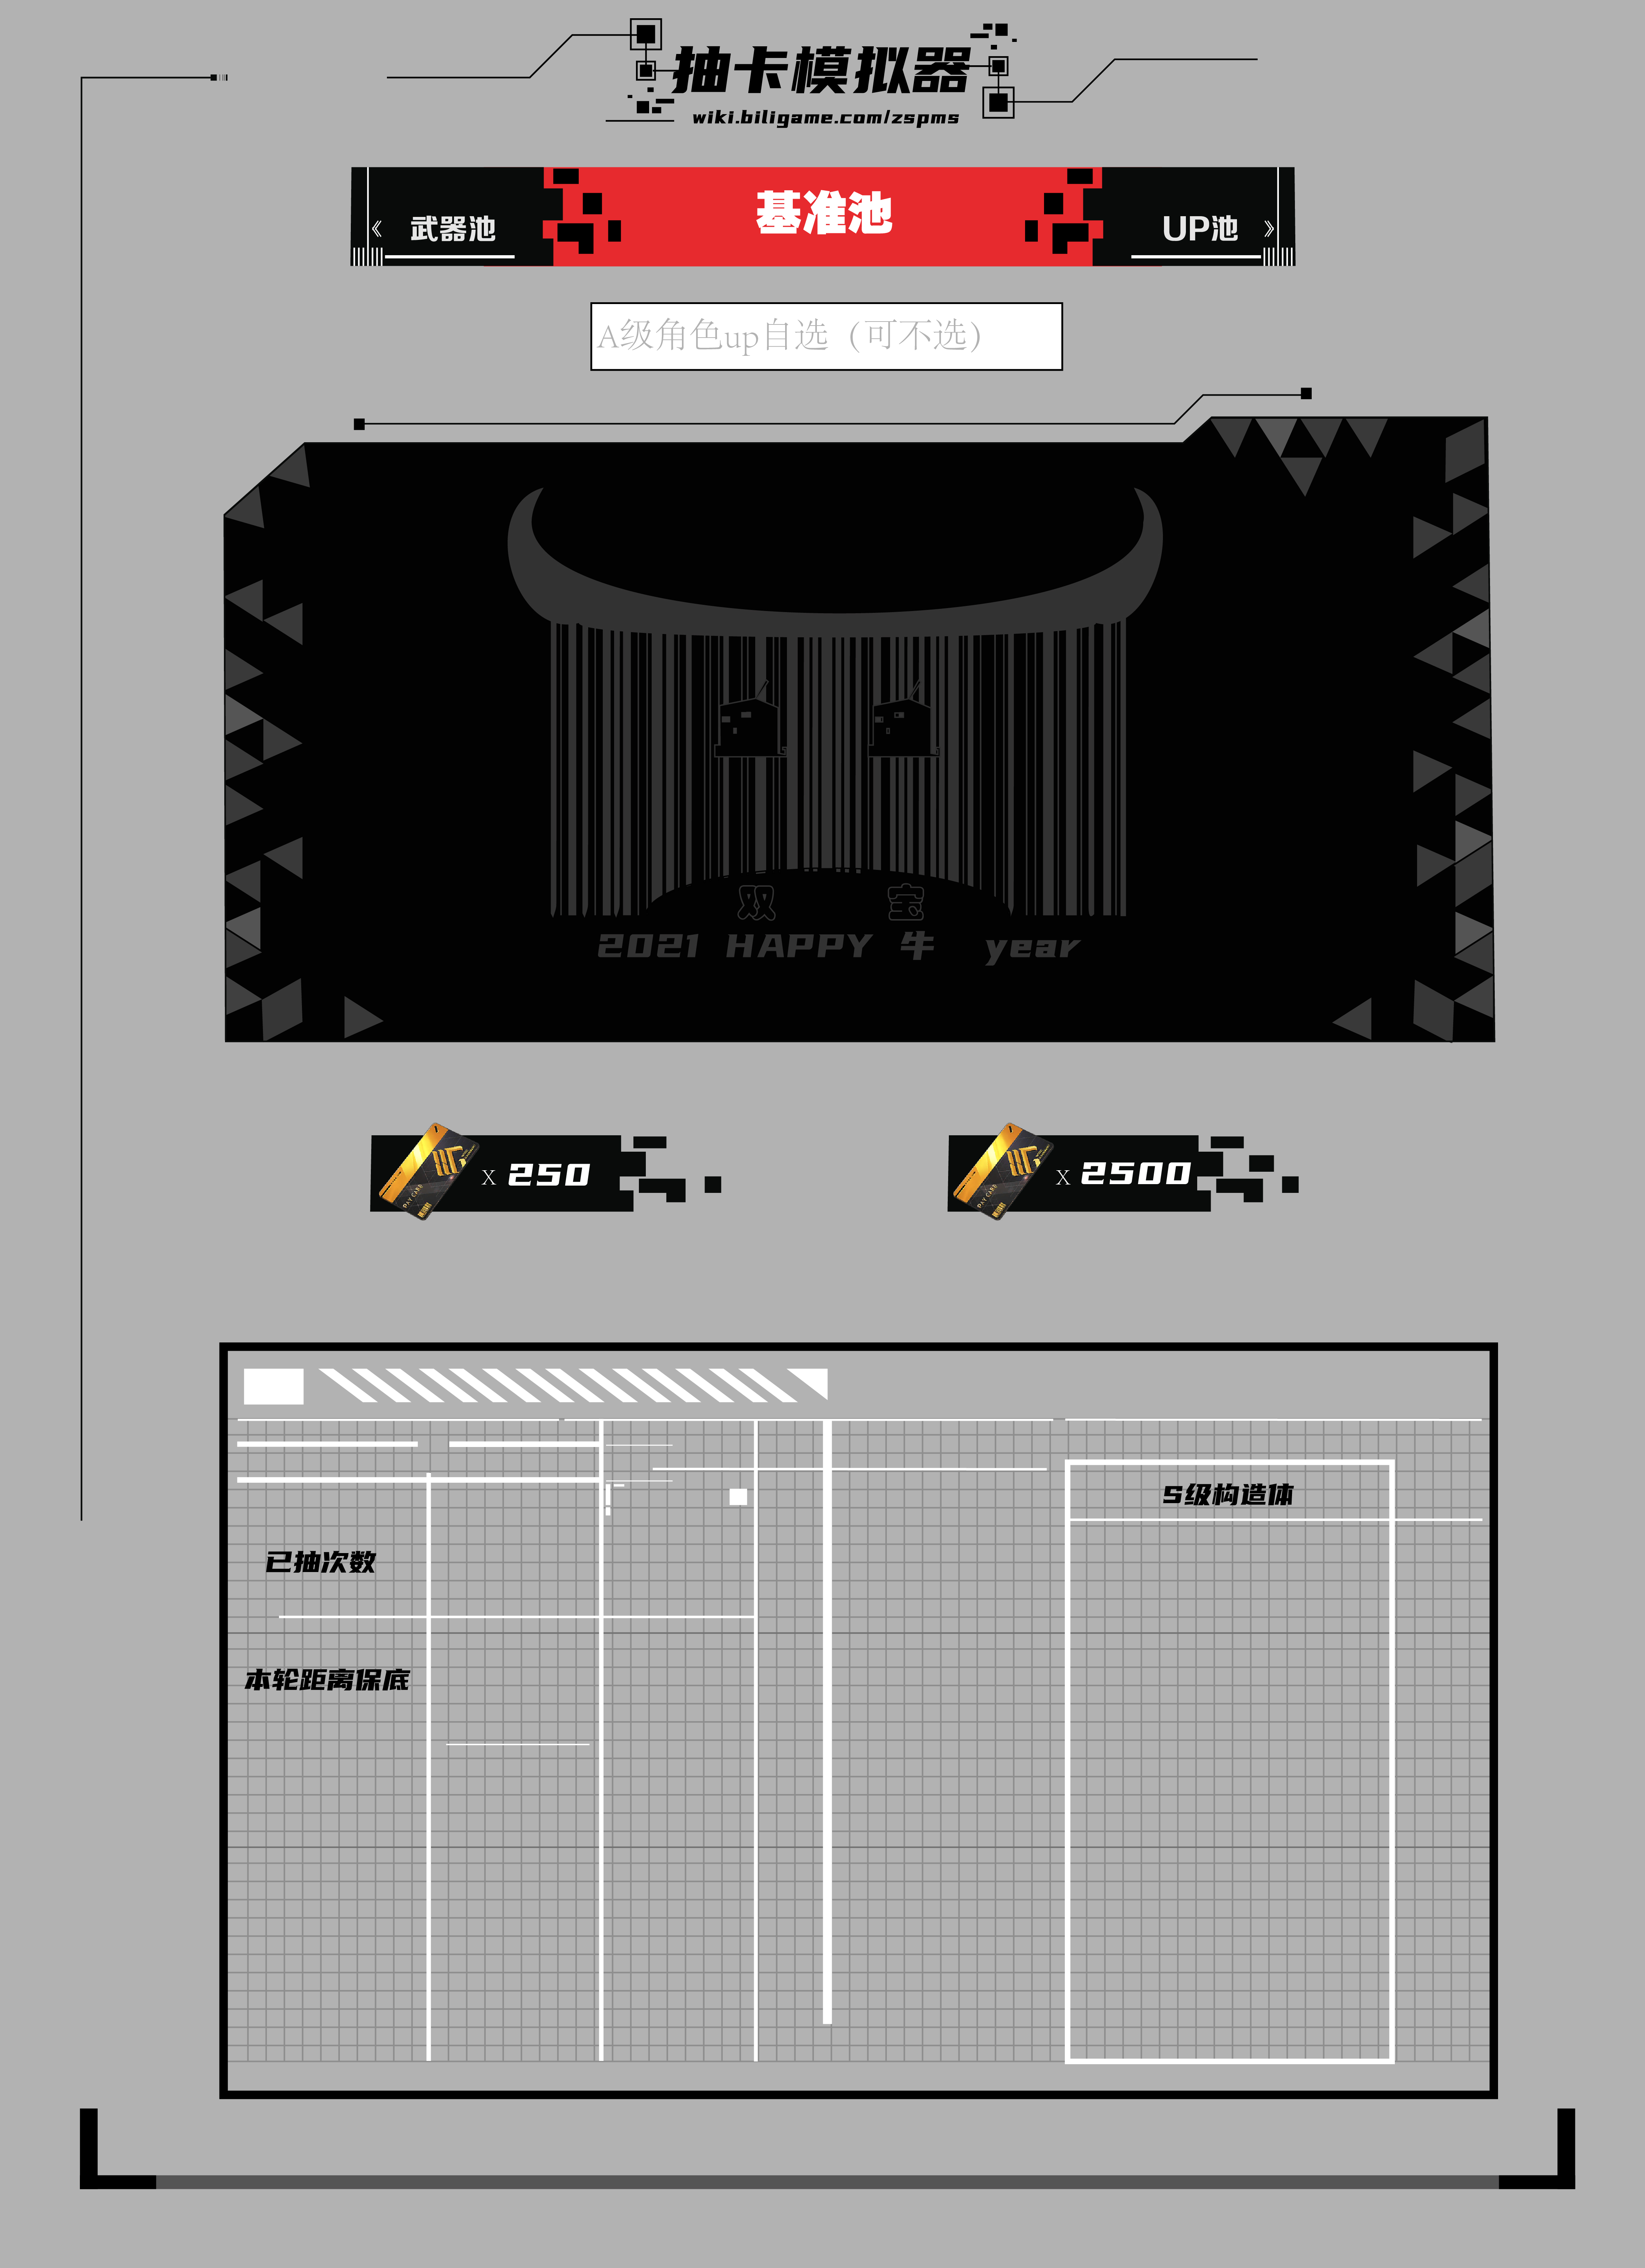 抽卡模拟器
wiki.biligame.com/zspms
《 武器池
基准池
UP池 》
A级角色up自选（可不选）
双 宝
2021 HAPPY 牛 year
X 250
X 2500
S级构造体
已抽次数
本轮距离保底